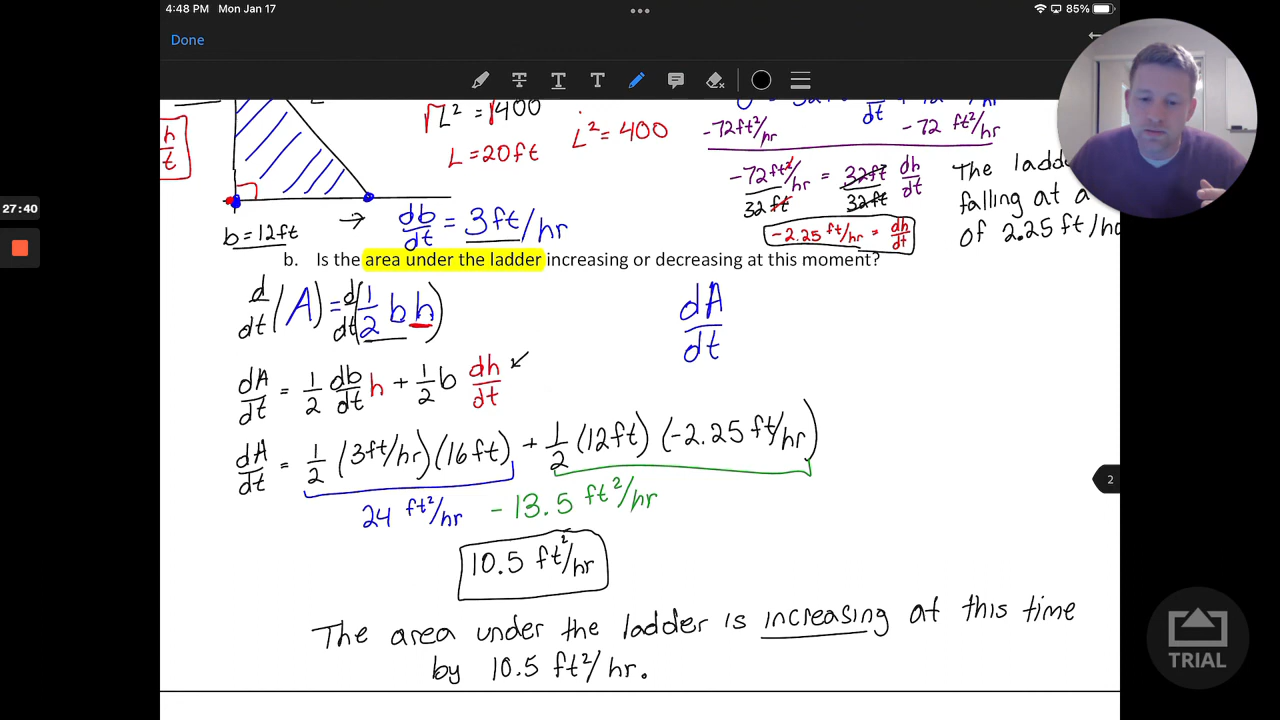 4:48 PM Mon Jan 17
85%
Done
27:40
h/t
√L² = √400
L² = 400
L = 20ft
dt
-72ft²/hr - 72 ft²/hr
-72ft²/hr / 32 ft = 32ft/32ft dh/dt
-2.25 ft/hr = dh/dt
The ladd
falling at a
of 2.25 ft/h
b = 12ft
→ db/dt = 3ft/hr
b. Is the area under the ladder increasing or decreasing at this moment?
d/dt (A) = d/dt (1/2 b h)
dA/dt
dA/dt = 1/2 db/dt h + 1/2 b dh/dt
dA/dt = 1/2 (3ft/hr)(16ft) + 1/2 (12ft) (-2.25 ft/hr)
24 ft²/hr - 13.5 ft²/hr
10.5 ft²/hr
The area under the ladder is increasing at this time
by 10.5 ft²/hr.
2
TRIAL